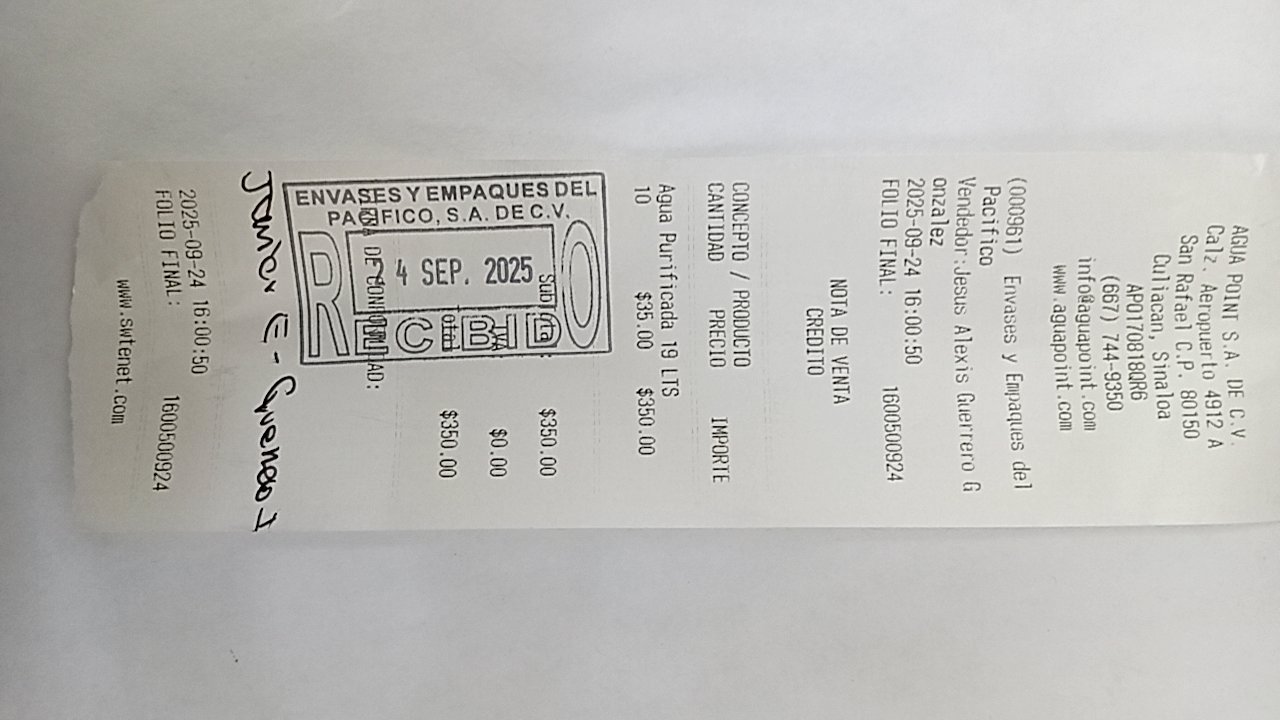 AGUA POINT S.A. DE C.V.
Calz. Aeropuerto 4912 A
San Rafael C.P. 80150
Culiacan, Sinaloa
APO170818QR6
(667) 744-9350
info@aguapoint.com
www.aguapoint.com
(000961) Envases y Empaques del
Pacifico
Vendedor:Jesus Alexis Guerrero G
onzalez
2025-09-24 16:00:50
FOLIO FINAL: 1600500924
NOTA DE VENTA
CREDITO
CONCEPTO / PRODUCTO
CANTIDAD PRECIO IMPORTE
Agua Purificada 19 LTS
10 $35.00 $350.00
$350.00
$0.00
$350.00
ENVASES Y EMPAQUES DEL
PACIFICO, S.A. DE C.V.
4 SEP. 2025
RECIBIDO
Javier E.
2025-09-24 16:00:50
FOLIO FINAL: 1600500924
www.swtenet.com